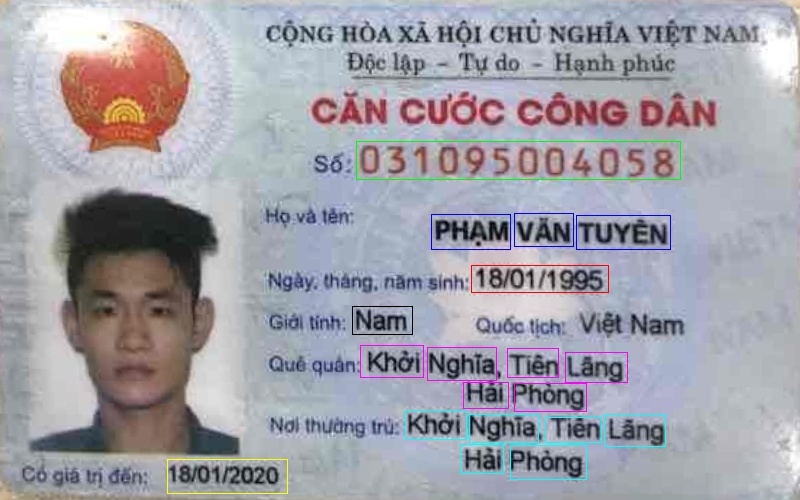 CỘNG HÒA XÃ HỘI CHỦ NGHĨA VIỆT NAM
Độc lập - Tự do - Hạnh phúc
CĂN CƯỚC CÔNG DÂN
Số: 031095004058
Họ và tên:
PHẠM VĂN TUYÊN
Ngày, tháng, năm sinh: 18/01/1995
Giới tính: Nam Quốc tịch: Việt Nam
Quê quán: Khởi Nghĩa, Tiên Lãng
Hải Phòng
Nơi thường trú: Khởi Nghĩa, Tiên Lãng
Hải Phòng
Có giá trị đến: 18/01/2020